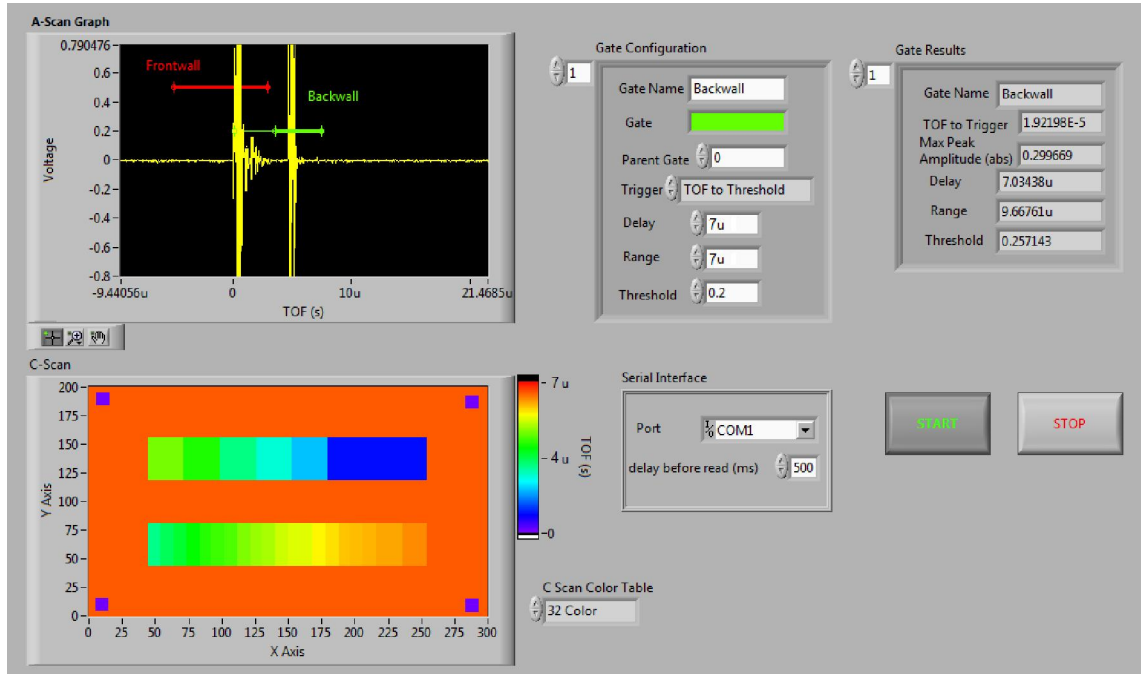 A-Scan Graph
0.790476
0.6
0.4
0.2
0
-0.2
-0.4
-0.6
-0.8
Voltage
Frontwall
Backwall
-9.44056u
0
10u
21.4685u
TOF (s)
Gate Configuration
1
Gate Name Backwall
Gate
Parent Gate 0
Trigger TOF to Threshold
Delay 7u
Range 7u
Threshold 0.2
Gate Results
1
Gate Name Backwall
TOF to Trigger 1.92198E-5
Max Peak
Amplitude (abs) 0.299669
Delay 7.03438u
Range 9.66761u
Threshold 0.257143
C-Scan
200
175
150
125
100
75
50
25
0
Y Axis
0 25 50 75 100 125 150 175 200 225 250 275 300
X Axis
7 u
4 u
0
TOF (s)
Serial Interface
Port I/0 COM1
delay before read (ms) 500
START
STOP
C Scan Color Table
32 Color